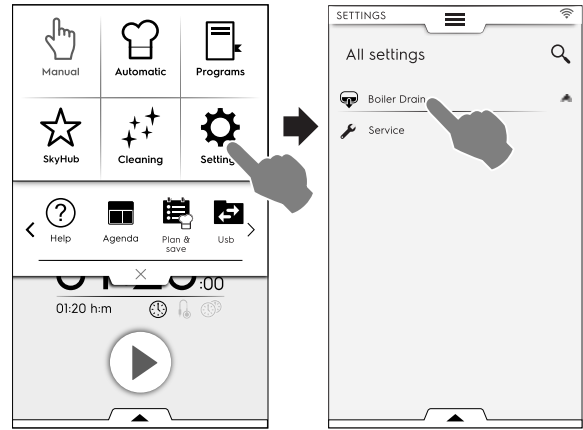 Manual
Automatic
Programs
SkyHub
Cleaning
Setting
?
Help
Agenda
Plan &
save
Usb
:00
01:20 h:m
SETTINGS
All settings
Boiler Drain
Service